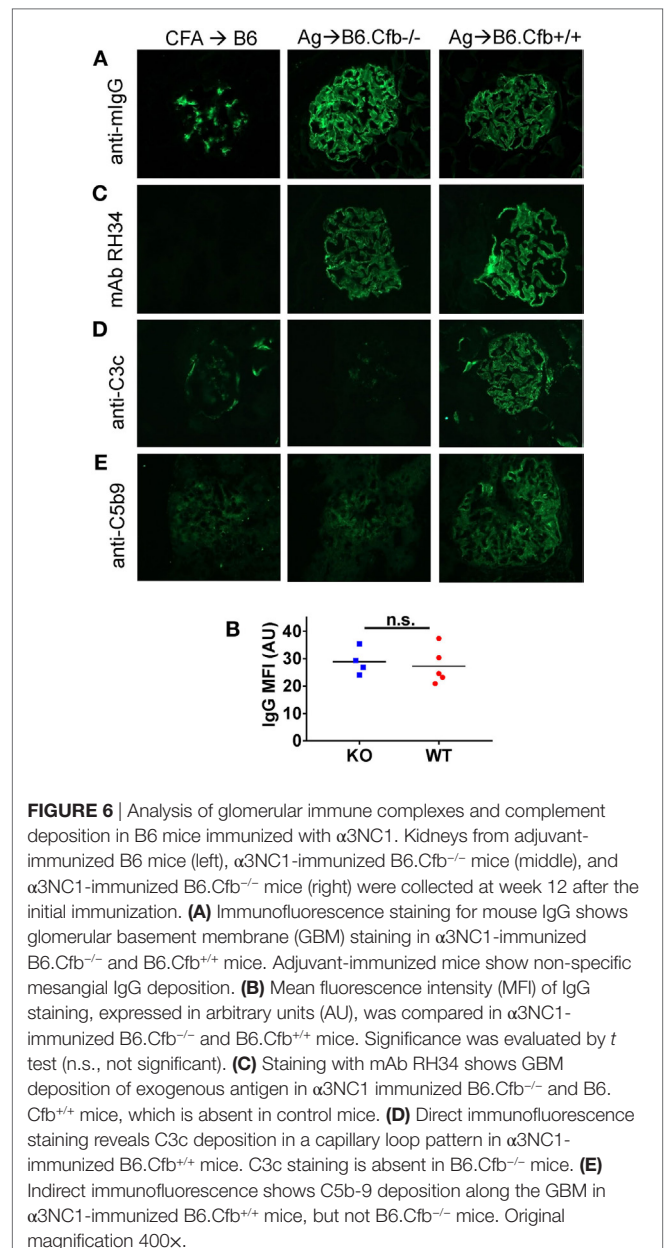 CFA → B6 Ag→B6.Cfb-/- Ag→B6.Cfb+/+
A
anti-mIgG
C
mAb RH34
D
anti-C3c
E
anti-C5b9
B
n.s.
IgG MFI (AU)
40
30
20
10
0
KO WT
FIGURE 6 | Analysis of glomerular immune complexes and complement
deposition in B6 mice immunized with α3NC1. Kidneys from adjuvant-
immunized B6 mice (left), α3NC1-immunized B6.Cfb−/− mice (middle), and
α3NC1-immunized B6.Cfb−/− mice (right) were collected at week 12 after the
initial immunization. (A) Immunofluorescence staining for mouse IgG shows
glomerular basement membrane (GBM) staining in α3NC1-immunized
B6.Cfb−/− and B6.Cfb+/+ mice. Adjuvant-immunized mice show non-specific
mesangial IgG deposition. (B) Mean fluorescence intensity (MFI) of IgG
staining, expressed in arbitrary units (AU), was compared in α3NC1-
immunized B6.Cfb−/− and B6.Cfb+/+ mice. Significance was evaluated by t
test (n.s., not significant). (C) Staining with mAb RH34 shows GBM
deposition of exogenous antigen in α3NC1 immunized B6.Cfb−/− and B6.
Cfb+/+ mice, which is absent in control mice. (D) Direct immunofluorescence
staining reveals C3c deposition in a capillary loop pattern in α3NC1-
immunized B6.Cfb+/+ mice. C3c staining is absent in B6.Cfb−/− mice. (E)
Indirect immunofluorescence shows C5b-9 deposition along the GBM in
α3NC1-immunized B6.Cfb+/+ mice, but not B6.Cfb−/− mice. Original
magnification 400×.